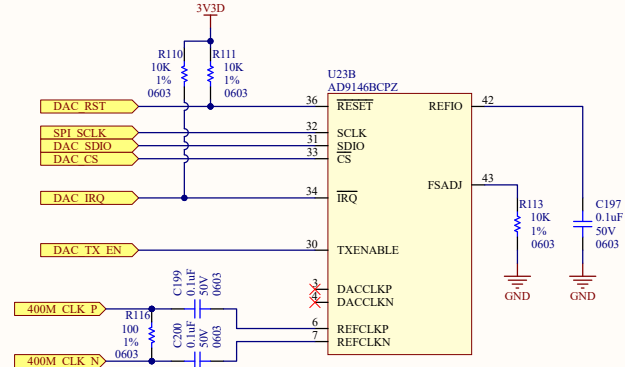 3V3D
R110
10K
1%
0603
R111
10K
1%
0603
U23B
AD9146BCPZ
DAC_RST
36
RESET
REFIO
42
SPI_SCLK
32
SCLK
DAC_SDIO
31
SDIO
DAC_CS
33
CS
FSADJ
43
DAC_IRQ
34
IRQ
R113
10K
1%
0603
C197
0.1uF
50V
0603
DAC_TX_EN
30
TXENABLE
3
DACCLKP
4
DACCLKN
GND
GND
C199
0.1uF
50V
0603
400M_CLK_P
R116
100
1%
0603
6
REFCLKP
7
REFCLKN
C200
0.1uF
50V
0603
400M_CLK_N